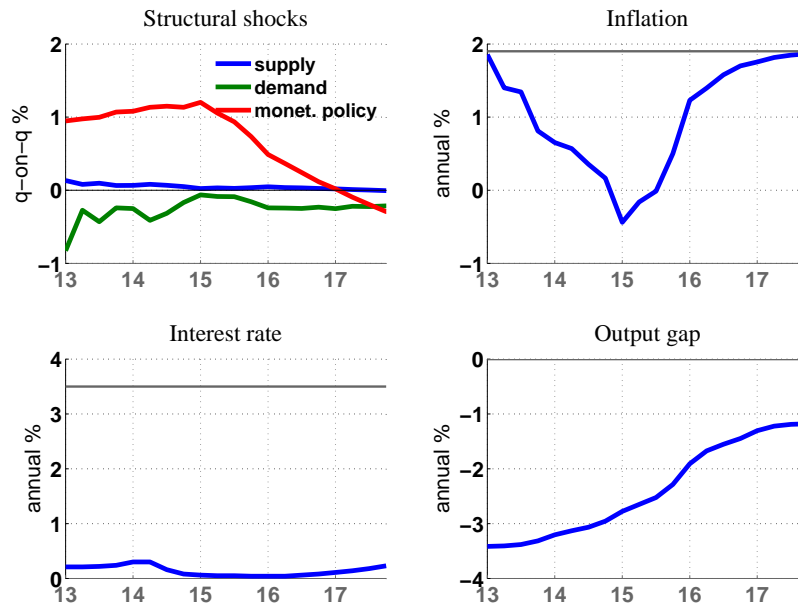 Structural shocks
q−on−q %
2
1
0
−1
supply
demand
monet. policy
13 14 15 16 17
Inflation
annual %
2
1
0
−1
13 14 15 16 17
Interest rate
annual %
4
3
2
1
0
13 14 15 16 17
Output gap
annual %
0
−1
−2
−3
−4
13 14 15 16 17